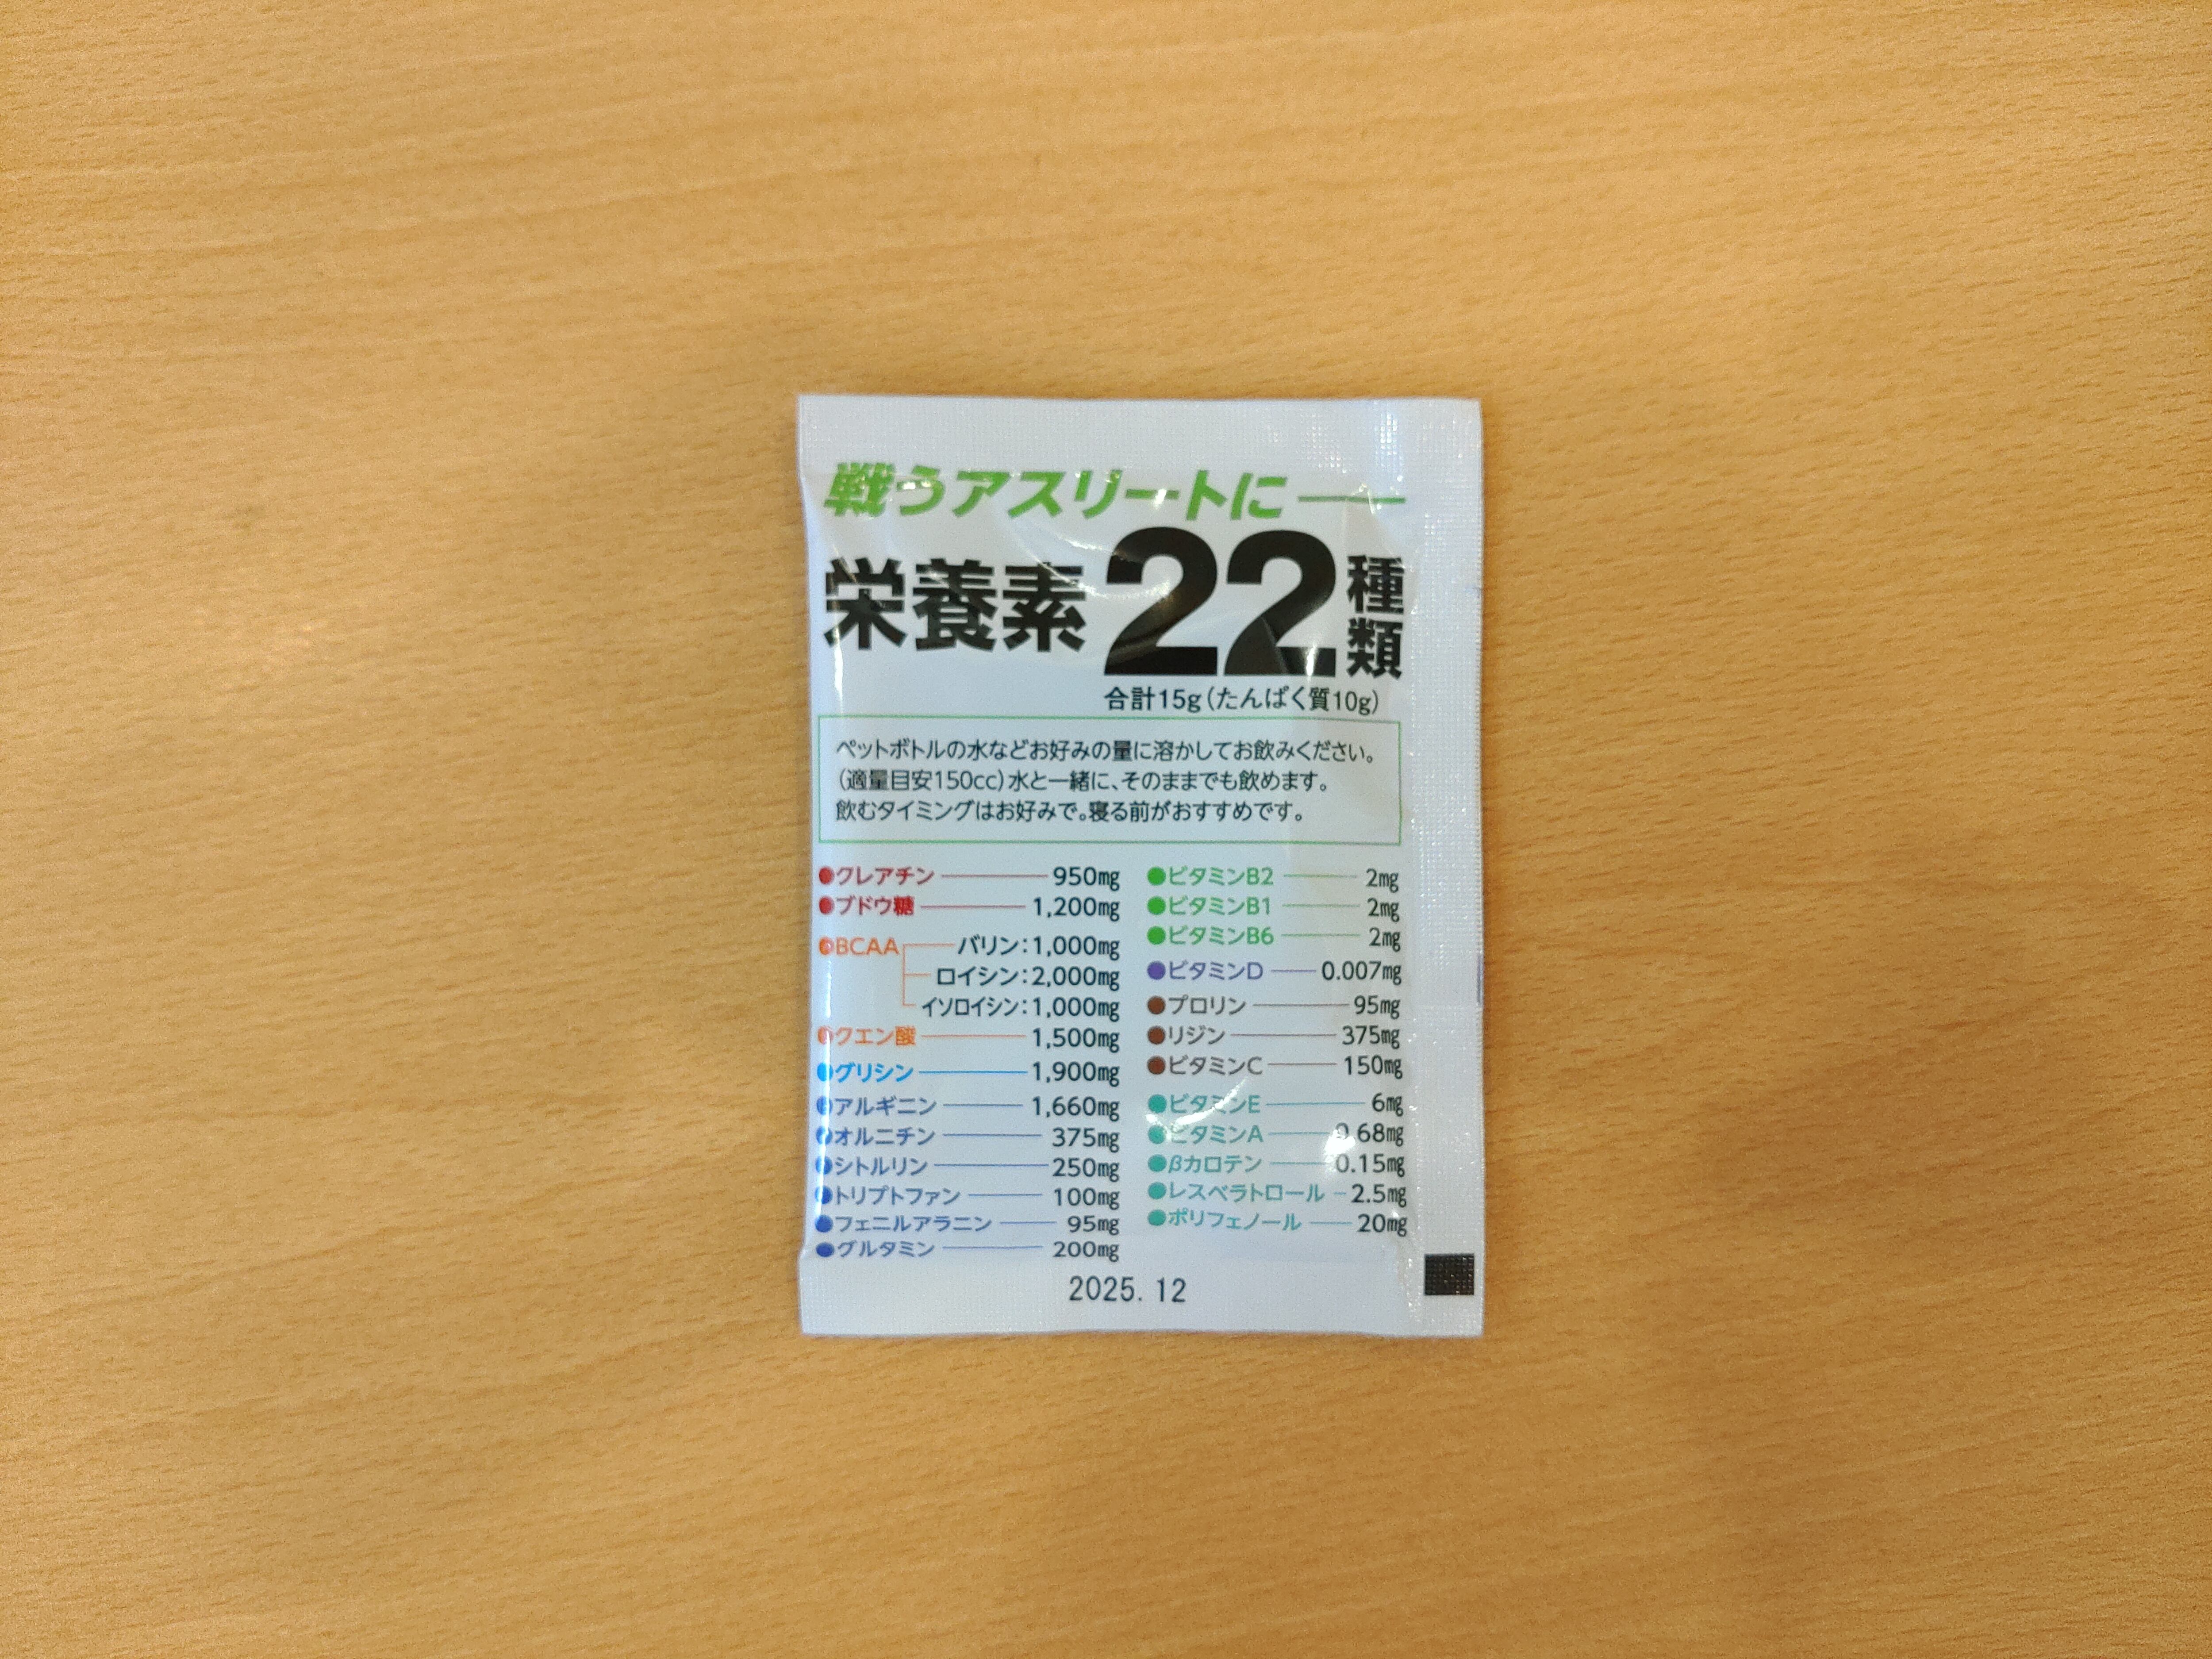 戦うアスリートに
栄養素22種類
合計15g(たんぱく質10g)
ペットボトルの水などお好みの量に溶かしてお飲みください。
(適量目安150cc)水と一緒に、そのままでも飲めます。
飲むタイミングはお好みで。寝る前がおすすめです。
●クレアチン 950㎎
●ブドウ糖 1,200㎎
●BCAA バリン:1,000㎎
ロイシン:2,000㎎
イソロイシン:1,000㎎
●クエン酸 1,500㎎
●グリシン 1,900㎎
●アルギニン 1,660㎎
●オルニチン 375㎎
●シトルリン 250㎎
●トリプトファン 100㎎
●フェニルアラニン 95㎎
●グルタミン 200㎎
●ビタミンB2 2㎎
●ビタミンB1 2㎎
●ビタミンB6 2㎎
●ビタミンD 0.007㎎
●プロリン 95㎎
●リジン 375㎎
●ビタミンC 150㎎
●ビタミンE 6㎎
●ビタミンA 0.68㎎
●βカロテン 0.15㎎
●レスベラトロール 2.5㎎
●ポリフェノール 20㎎
2025.12